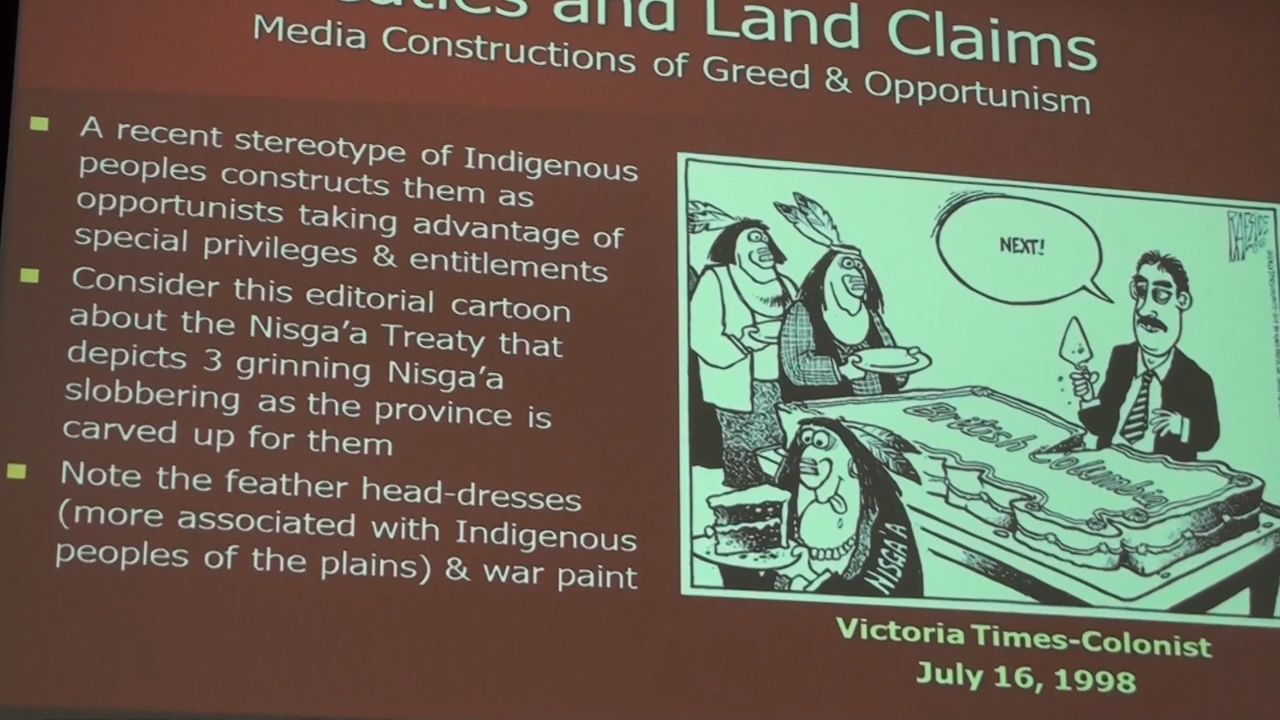 and Land Claims
Media Constructions of Greed & Opportunism
A recent stereotype of Indigenous
peoples constructs them as
opportunists taking advantage of
special privileges & entitlements
Consider this editorial cartoon
about the Nisga'a Treaty that
depicts 3 grinning Nisga'a
slobbering as the province is
carved up for them
Note the feather head-dresses
(more associated with Indigenous
peoples of the plains) & war paint
NEXT!
British Columbia
NISGA'A
Victoria Times-Colonist
July 16, 1998